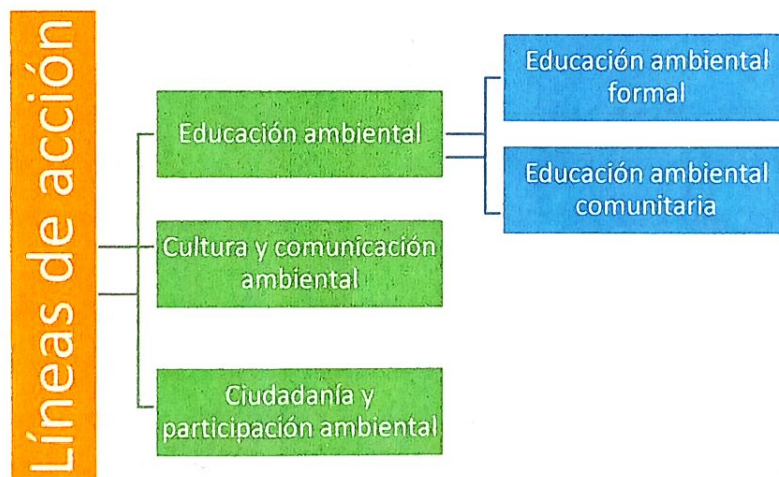 Líneas de acción
Educación ambiental
Educación ambiental
formal
Educación ambiental
comunitaria
Cultura y comunicación
ambiental
Ciudadanía y
participación ambiental